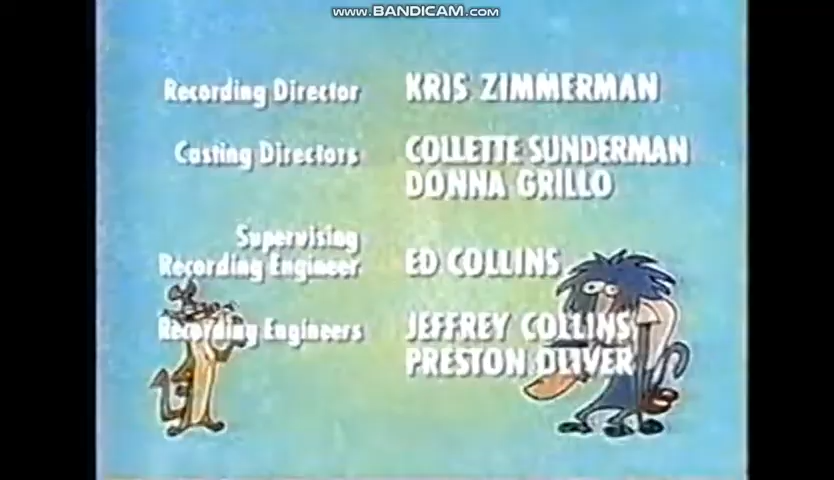 www.BANDICAM.com
Recording Director KRIS ZIMMERMAN
Casting Directors COLLETTE SUNDERMAN
DONNA GRILLO
Supervising
Recording Engineer ED COLLINS
Recording Engineers JEFFREY COLLINS
PRESTON OLIVER